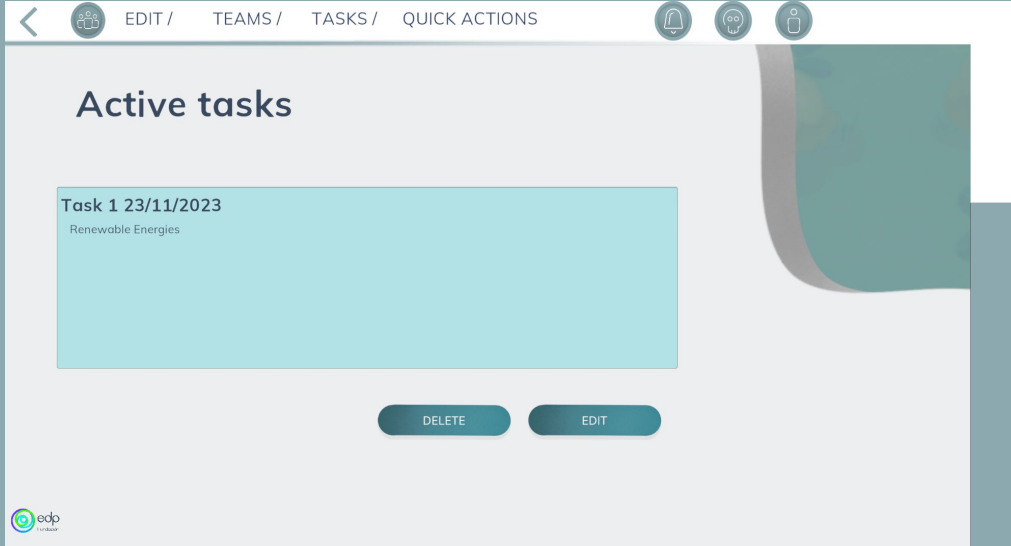 EDIT / TEAMS / TASKS / QUICK ACTIONS
Active tasks
Task 1 23/11/2023
Renewable Energies
DELETE EDIT
edp